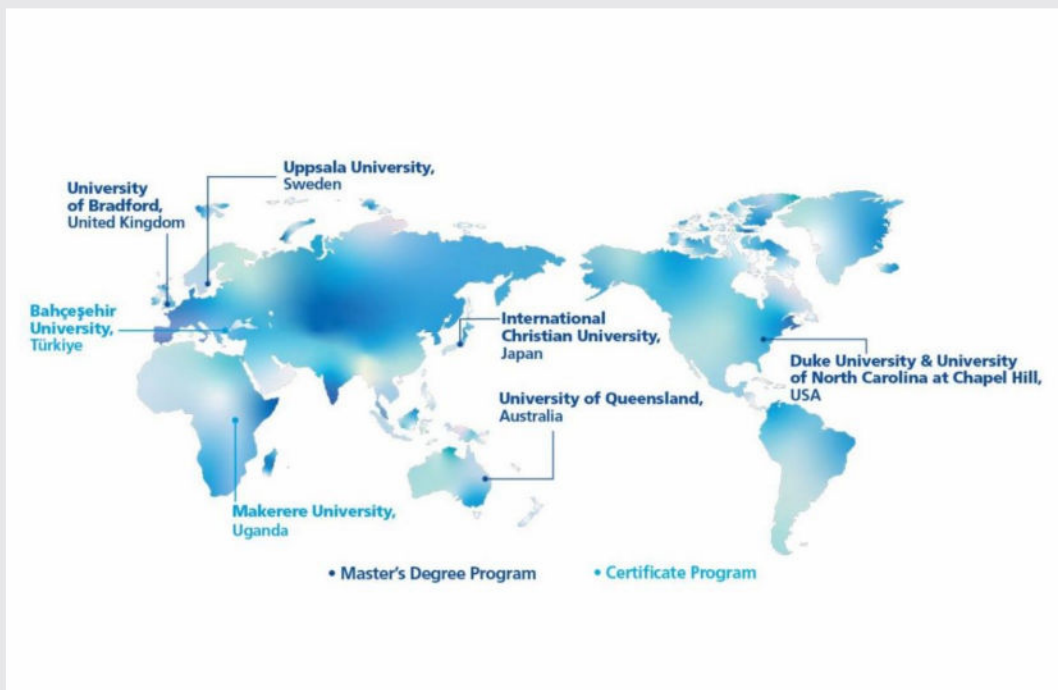 Uppsala University,
Sweden
University
of Bradford,
United Kingdom
Bahçeşehir
University,
Türkiye
International
Christian University,
Japan
Duke University & University
of North Carolina at Chapel Hill,
USA
University of Queensland,
Australia
Makerere University,
Uganda
• Master's Degree Program
• Certificate Program